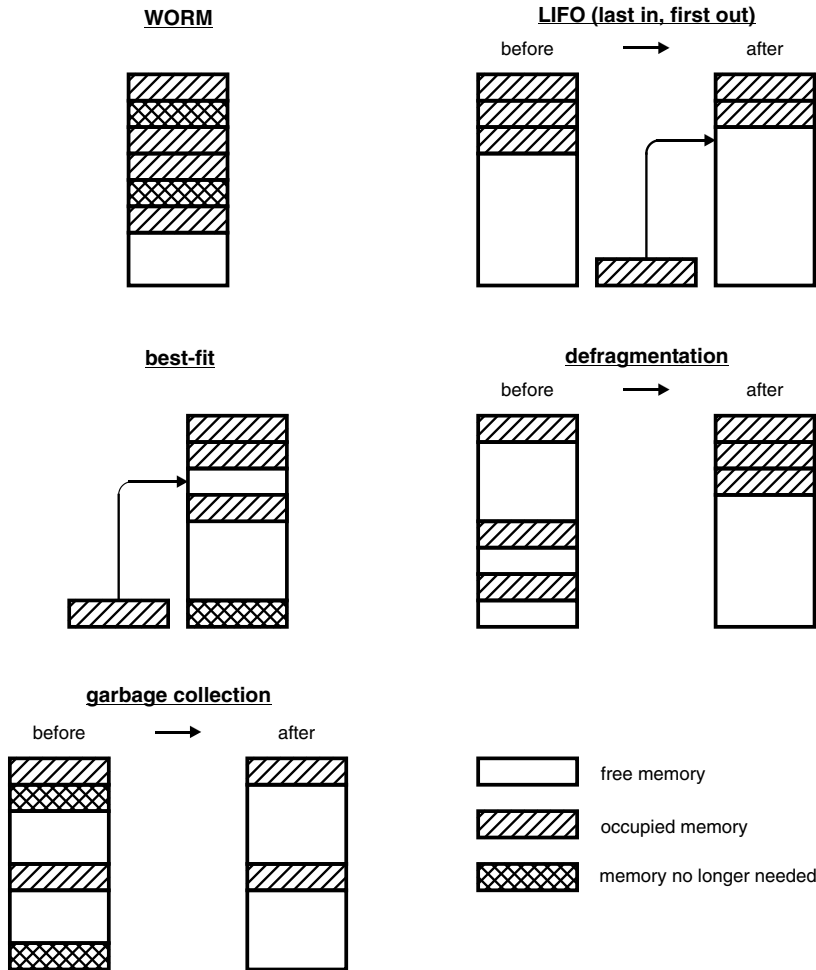 WORM
LIFO (last in, first out)
before
after
best-fit
defragmentation
before
after
garbage collection
before
after
free memory
occupied memory
memory no longer needed